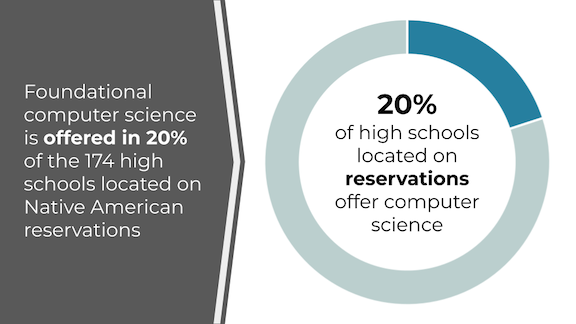 Foundational
computer science
is offered in 20%
of the 174 high
schools located on
Native American
reservations
20%
of high schools
located on
reservations
offer computer
science